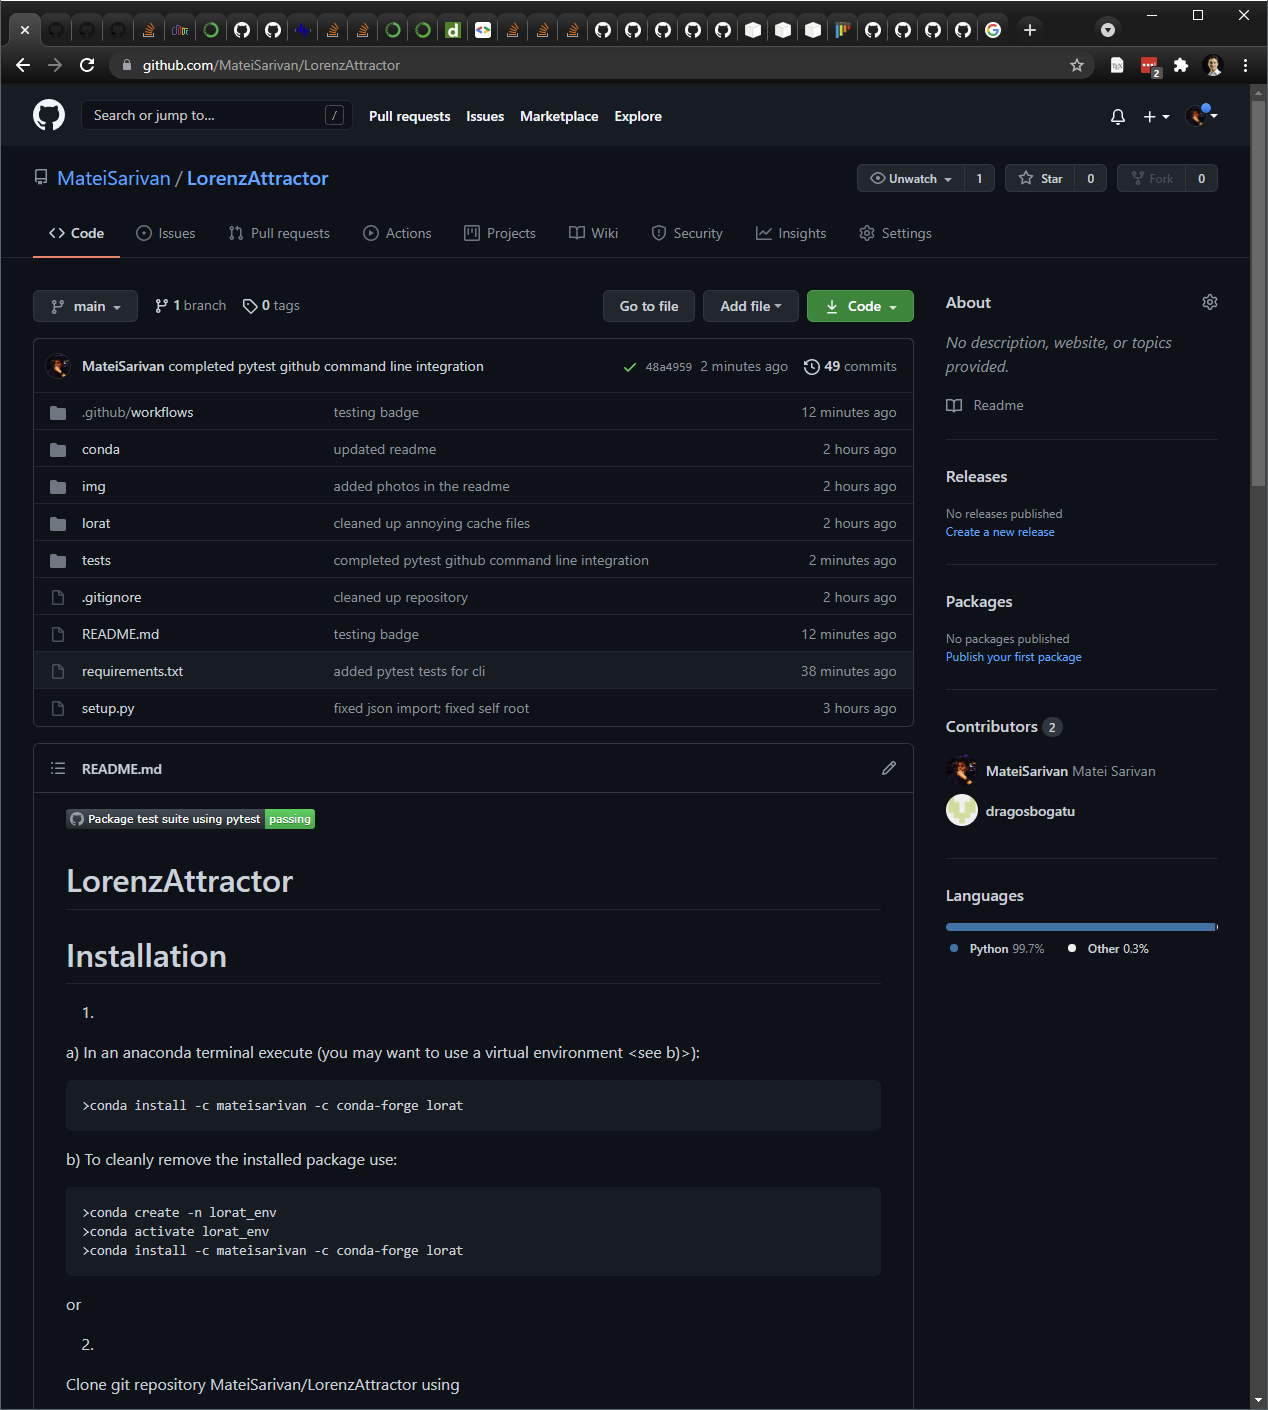 github.com/MateiSarivan/LorenzAttractor
2
Search or jump to... /
Pull requests Issues Marketplace Explore
MateiSarivan / LorenzAttractor
Unwatch 1 Star 0 Fork 0
Code Issues Pull requests Actions Projects Wiki Security Insights Settings
main 1 branch 0 tags Go to file Add file Code
MateiSarivan completed pytest github command line integration 48a4959 2 minutes ago 49 commits
.github/workflows testing badge 12 minutes ago
conda updated readme 2 hours ago
img added photos in the readme 2 hours ago
lorat cleaned up annoying cache files 2 hours ago
tests completed pytest github command line integration 2 minutes ago
.gitignore cleaned up repository 2 hours ago
README.md testing badge 12 minutes ago
requirements.txt added pytest tests for cli 38 minutes ago
setup.py fixed json import; fixed self root 3 hours ago
README.md
Package test suite using pytest passing
LorenzAttractor
Installation
1.
a) In an anaconda terminal execute (you may want to use a virtual environment <see b)>):
>conda install -c mateisarivan -c conda-forge lorat
b) To cleanly remove the installed package use:
>conda create -n lorat_env
>conda activate lorat_env
>conda install -c mateisarivan -c conda-forge lorat
or
2.
Clone git repository MateiSarivan/LorenzAttractor using
About
No description, website, or topics
provided.
Readme
Releases
No releases published
Create a new release
Packages
No packages published
Publish your first package
Contributors 2
MateiSarivan Matei Sarivan
dragosbogatu
Languages
Python 99.7% Other 0.3%